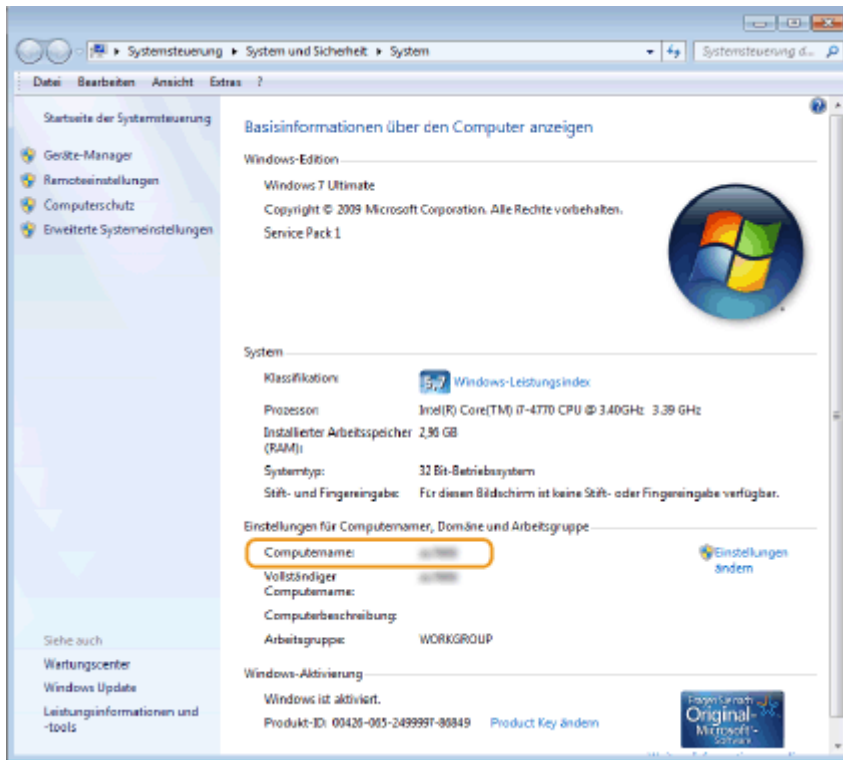 Systemsteuerung ▸ System und Sicherheit ▸ System
Systemsteuerung d...
Datei Bearbeiten Ansicht Extras ?
Startseite der Systemsteuerung
Geräte-Manager
Remoteeinstellungen
Computerschutz
Erweiterte Systemeinstellungen
Siehe auch
Wartungscenter
Windows Update
Leistungsinformationen und
-tools
Basisinformationen über den Computer anzeigen
Windows-Edition
Windows 7 Ultimate
Copyright © 2009 Microsoft Corporation. Alle Rechte vorbehalten.
Service Pack 1
System
Klassifikation: 5,7 Windows-Leistungsindex
Prozessor: Intel(R) Core(TM) i7-4770 CPU @ 3.40GHz 3.39 GHz
Installierter Arbeitsspeicher 2,96 GB
(RAM):
Systemtyp: 32 Bit-Betriebssystem
Stift- und Fingereingabe: Für diesen Bildschirm ist keine Stift- oder Fingereingabe verfügbar.
Einstellungen für Computernamer, Domäne und Arbeitsgruppe
Computername:
Einstellungen
ändern
Vollständiger
Computername:
Computerbeschreibung:
Arbeitsgruppe: WORKGROUP
Windows-Aktivierung
Windows ist aktiviert.
Produkt-ID: 00426-065-2499997-86849 Product Key ändern
Fragen Sie nach
Original-
Microsoft®-
Software